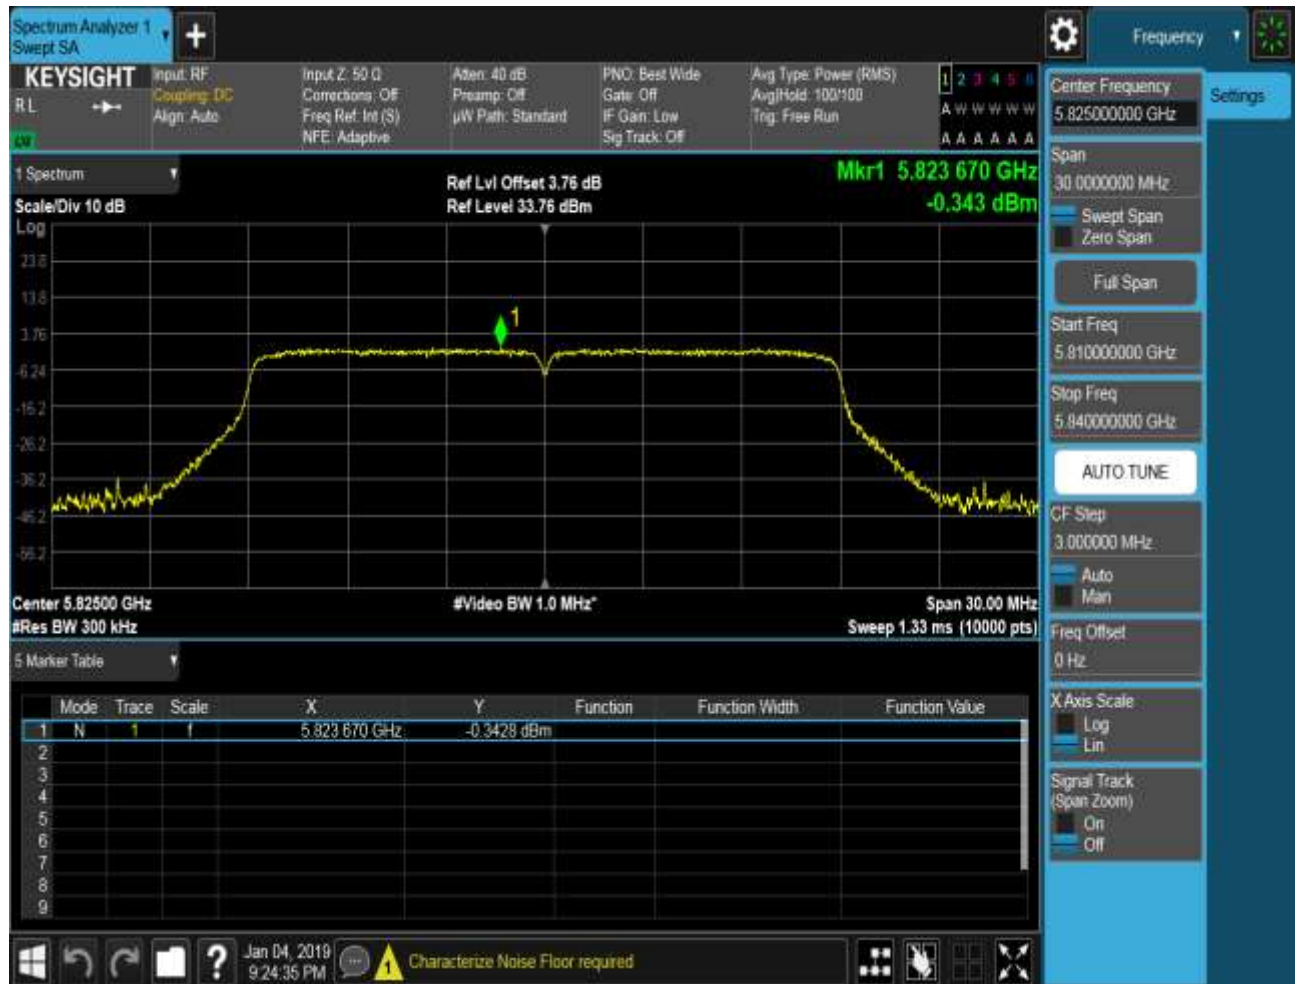 Spectrum Analyzer 1
Swept SA
+
Frequency
KEYSIGHT
R L
Input: RF
Coupling: DC
Align: Auto
Input Z: 50 Ω
Corrections: Off
Freq Ref: Int (S)
NFE: Adaptive
Atten: 40 dB
Preamp: Off
µW Path: Standard
PNO: Best Wide
Gate: Off
IF Gain: Low
Sig Track: Off
Avg Type: Power (RMS)
Avg|Hold: 100/100
Trig: Free Run
1 2 3 4 5 6
A W W W W W
A A A A A A
1 Spectrum
Scale/Div 10 dB
Ref Lvl Offset 3.76 dB
Ref Level 33.76 dBm
Mkr1 5.823 670 GHz
-0.343 dBm
Log
23.8
13.8
3.76
-6.24
-16.2
-26.2
-36.2
-46.2
-56.2
1
Center 5.82500 GHz
#Res BW 300 kHz
#Video BW 1.0 MHz*
Span 30.00 MHz
Sweep 1.33 ms (10000 pts)
5 Marker Table
Mode Trace Scale X Y Function Function Width Function Value
1 N 1 f 5.823 670 GHz -0.3428 dBm
2
3
4
5
6
7
8
9
Settings
Center Frequency
5.825000000 GHz
Span
30.0000000 MHz
Swept Span
Zero Span
Full Span
Start Freq
5.810000000 GHz
Stop Freq
5.840000000 GHz
AUTO TUNE
CF Step
3.000000 MHz
Auto
Man
Freq Offset
0 Hz
X Axis Scale
Log
Lin
Signal Track
(Span Zoom)
On
Off
?
Jan 04, 2019
9:24:35 PM
1
Characterize Noise Floor required